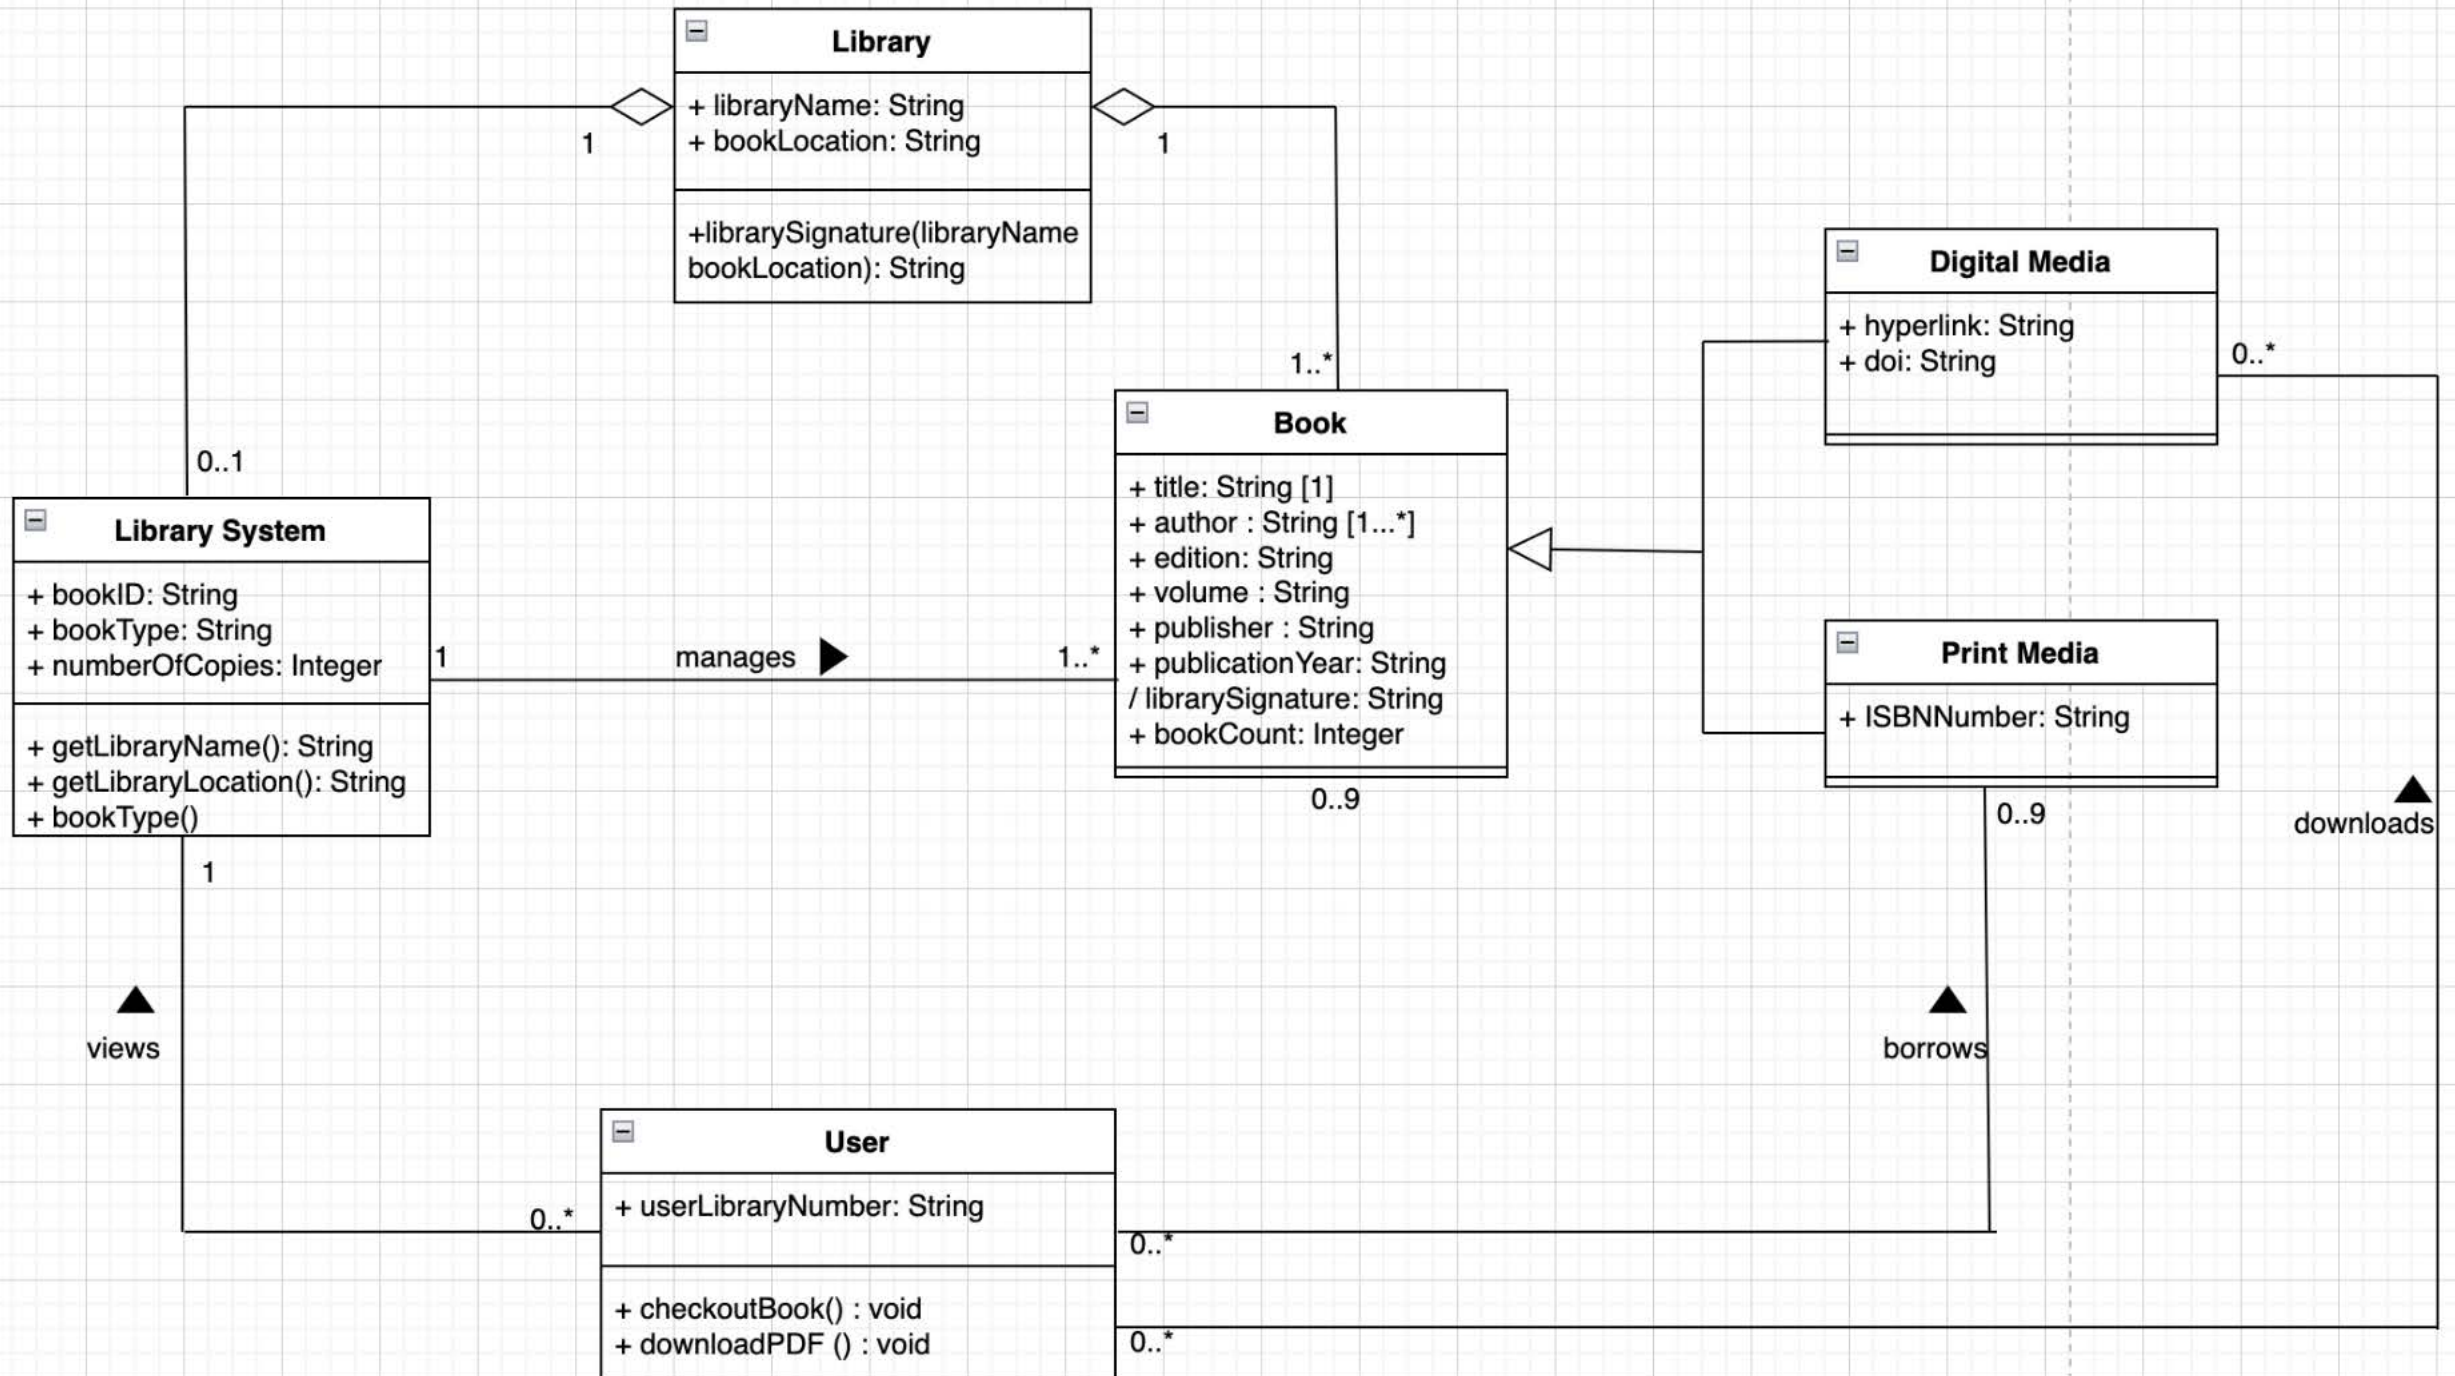 Library
+ libraryName: String
+ bookLocation: String
+librarySignature(libraryName
bookLocation): String
1
1
0..1
1..*
Digital Media
+ hyperlink: String
+ doi: String
0..*
Book
+ title: String [1]
+ author : String [1...*]
+ edition: String
+ volume : String
+ publisher : String
+ publicationYear: String
/ librarySignature: String
+ bookCount: Integer
0..9
Library System
+ bookID: String
+ bookType: String
+ numberOfCopies: Integer
+ getLibraryName(): String
+ getLibraryLocation(): String
+ bookType()
1
manages
1..*
Print Media
+ ISBNNumber: String
0..9
downloads
1
views
borrows
User
+ userLibraryNumber: String
+ checkoutBook() : void
+ downloadPDF () : void
0..*
0..*
0..*